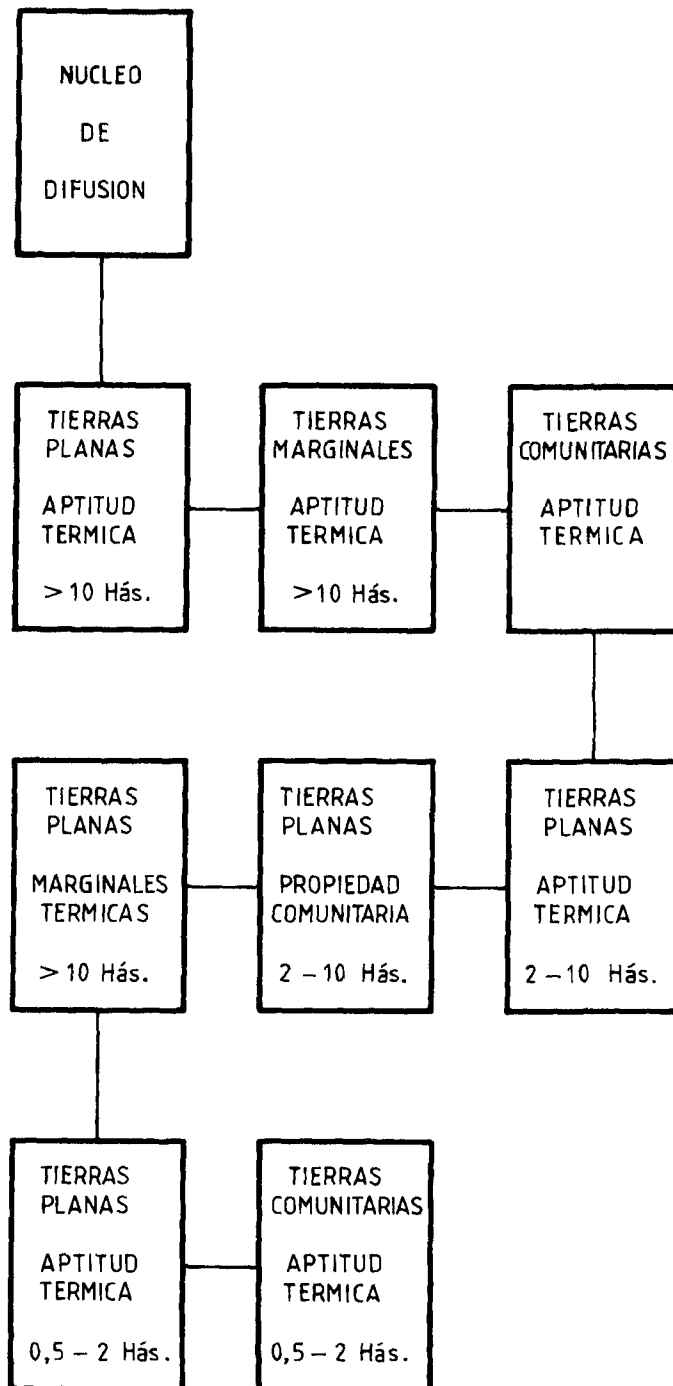 NUCLEO
DE
DIFUSION
TIERRAS
PLANAS
APTITUD
TERMICA
> 10 Hás.
TIERRAS
MARGINALES
APTITUD
TERMICA
>10 Hás.
TIERRAS
COMUNITARIAS
APTITUD
TERMICA
TIERRAS
PLANAS
MARGINALES
TERMICAS
> 10 Hás.
TIERRAS
PLANAS
PROPIEDAD
COMUNITARIA
2 – 10 Hás.
TIERRAS
PLANAS
APTITUD
TERMICA
2 – 10 Hás.
TIERRAS
PLANAS
APTITUD
TERMICA
0,5 – 2 Hás.
TIERRAS
COMUNITARIAS
APTITUD
TERMICA
0,5 – 2 Hás.